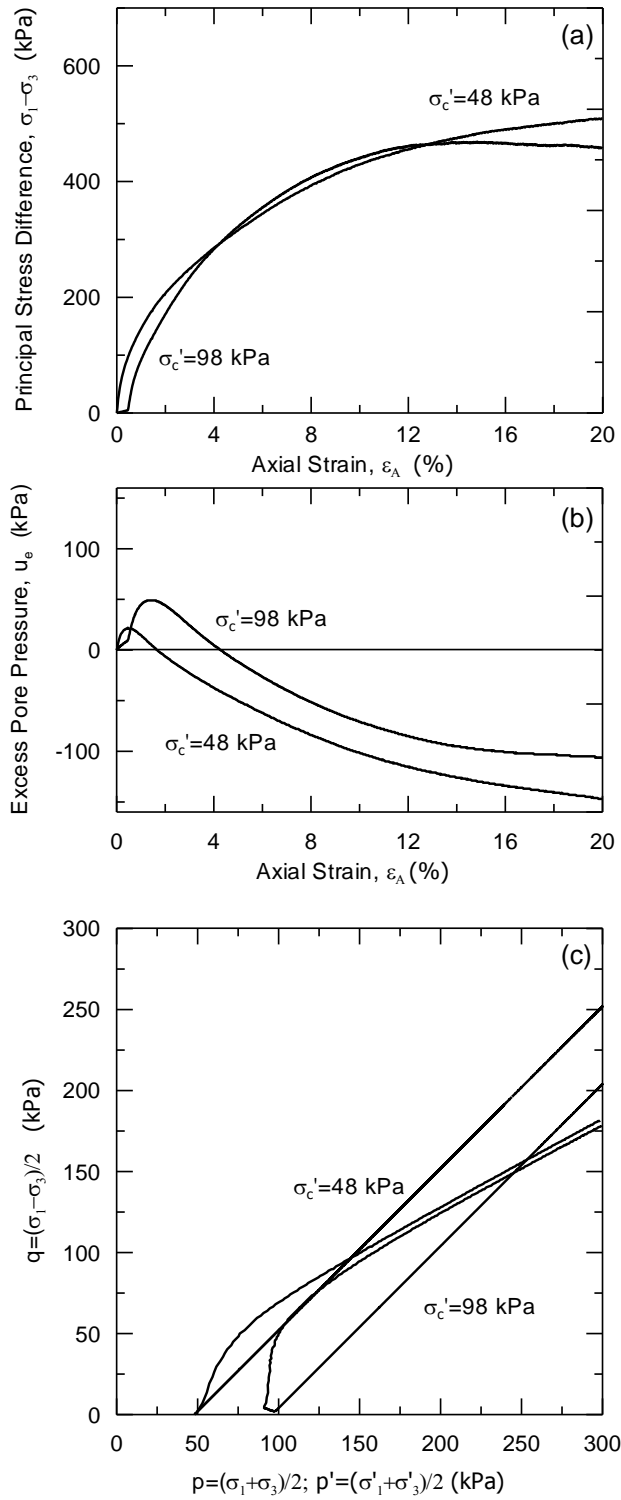 (a)
Principal Stress Difference, σ₁–σ₃ (kPa)
600
400
200
0
σc'=48 kPa
σc'=98 kPa
0 4 8 12 16 20
Axial Strain, εA (%)
(b)
Excess Pore Pressure, ue (kPa)
100
0
-100
σc'=98 kPa
σc'=48 kPa
0 4 8 12 16 20
Axial Strain, εA (%)
(c)
q=(σ₁–σ₃)/2 (kPa)
300
250
200
150
100
50
0
σc'=48 kPa
σc'=98 kPa
0 50 100 150 200 250 300
p=(σ₁+σ₃)/2; p'=(σ'₁+σ'₃)/2 (kPa)